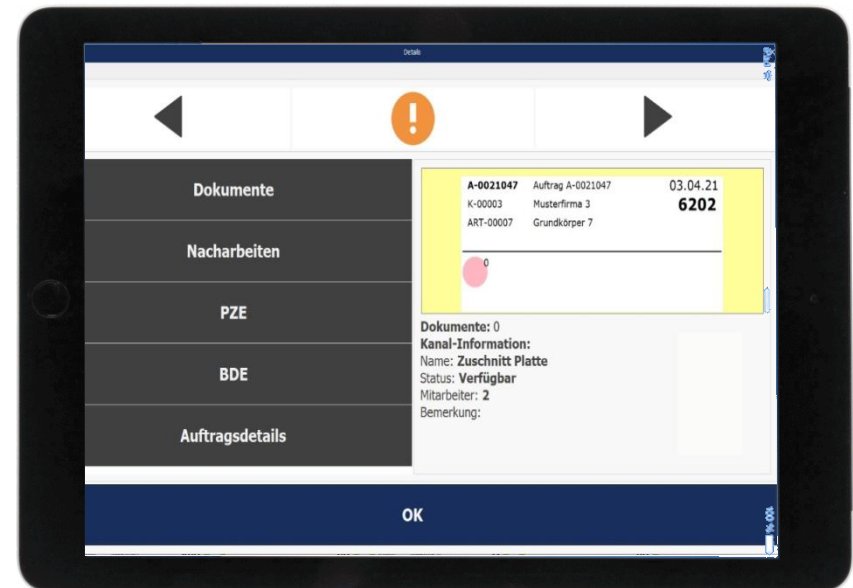 Details
Dokumente
Nacharbeiten
PZE
BDE
Auftragsdetails
A-0021047 Auftrag A-0021047 03.04.21
K-00003 Musterfirma 3 6202
ART-00007 Grundkörper 7
0
Dokumente: 0
Kanal-Information:
Name: Zuschnitt Platte
Status: Verfügbar
Mitarbeiter: 2
Bemerkung:
OK